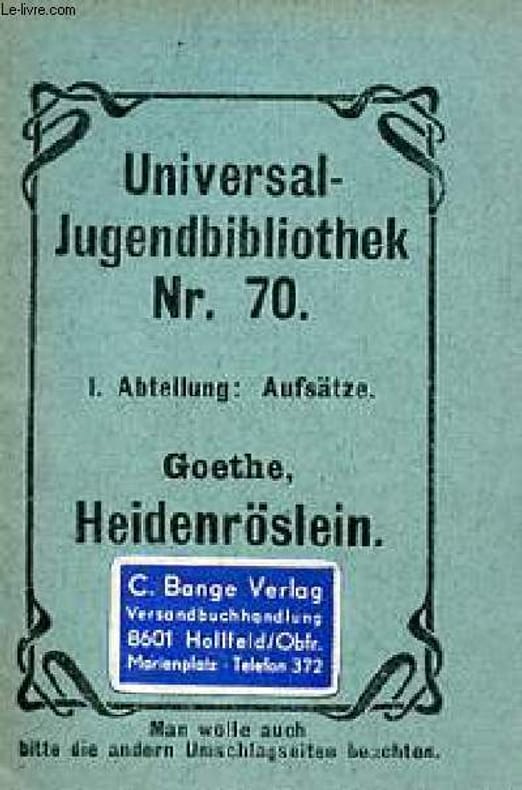 Le-livre.com
Universal-
Jugendbibliothek
Nr. 70.
I. Abteilung: Aufsätze.
Goethe,
Heidenröslein.
C. Bange Verlag
Versandbuchhandlung
8601 Hollfeld/Obfr.
Marienplatz · Telefon 372
Man wolle auch
bitte die andern Umschlagseiten beachten.